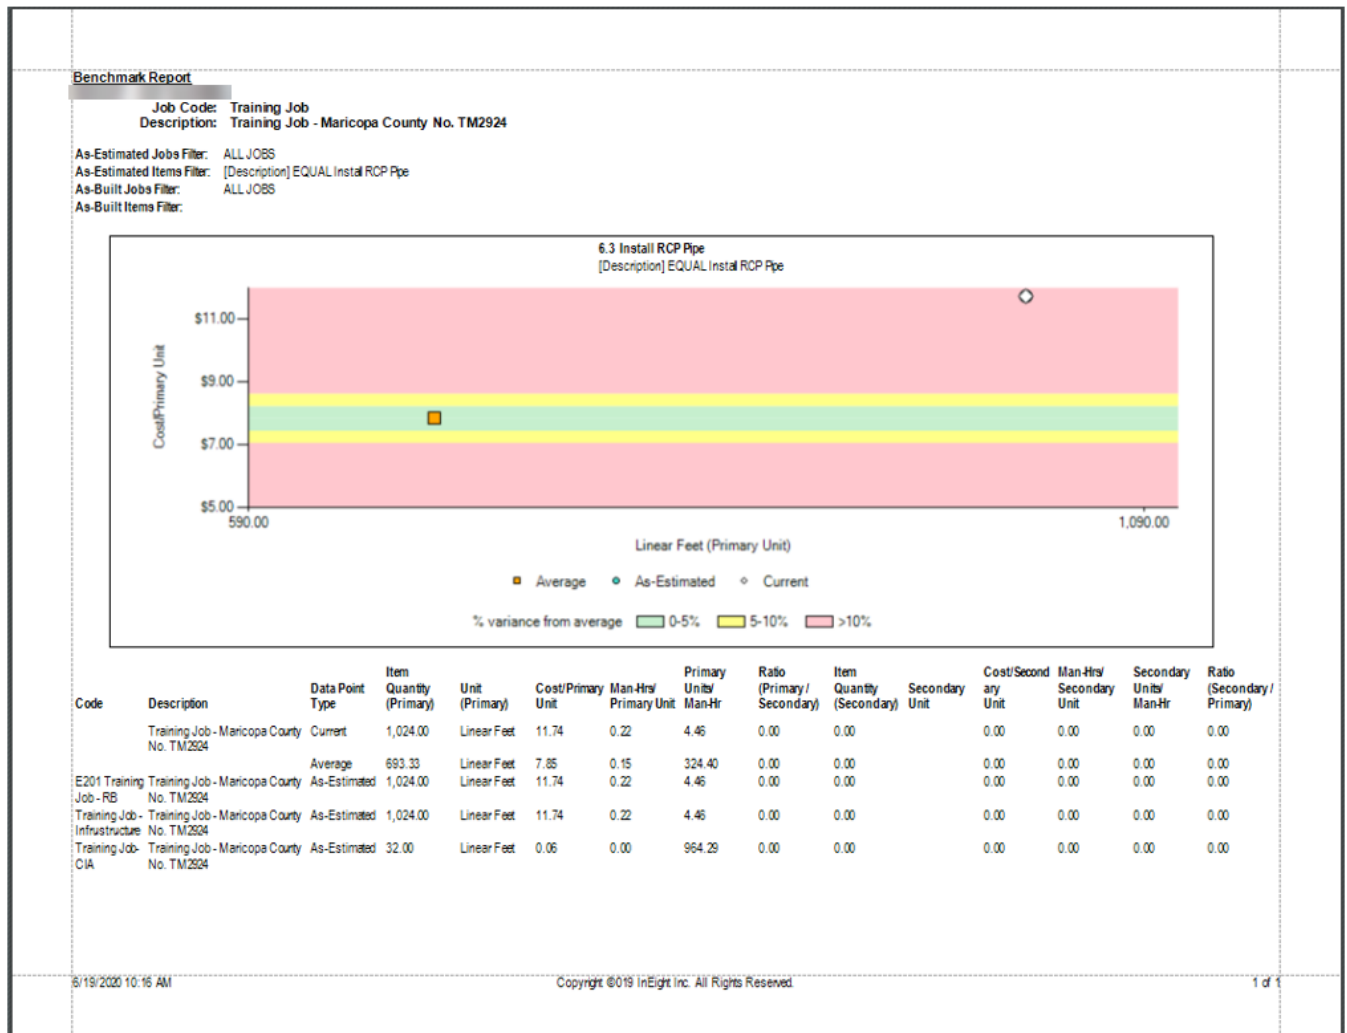 Benchmark Report
Job Code: Training Job
Description: Training Job - Maricopa County No. TM2924
As-Estimated Jobs Filter: ALL JOBS
As-Estimated Items Filter: [Description] EQUAL Install RCP Pipe
As-Built Jobs Filter: ALL JOBS
As-Built Items Filter:
6.3 Install RCP Pipe
[Description] EQUAL Install RCP Pipe
Cost/Primary Unit
$11.00
$9.00
$7.00
$5.00
590.00 1,090.00
Linear Feet (Primary Unit)
Average As-Estimated Current
% variance from average 0-5% 5-10% >10%
Code Description Data Point Type Item Quantity (Primary) Unit (Primary) Cost/Primary Unit Man-Hrs/ Primary Unit Primary Units/ Man-Hr Ratio (Primary / Secondary) Item Quantity (Secondary) Secondary Unit Cost/Second ary Unit Man-Hrs/ Secondary Unit Secondary Units/ Man-Hr Ratio (Secondary / Primary)
Training Job - Maricopa County Current 1,024.00 Linear Feet 11.74 0.22 4.46 0.00 0.00 0.00 0.00 0.00 0.00
No. TM2924
Average 693.33 Linear Feet 7.85 0.15 324.40 0.00 0.00 0.00 0.00 0.00 0.00
E201 Training Training Job - Maricopa County As-Estimated 1,024.00 Linear Feet 11.74 0.22 4.46 0.00 0.00 0.00 0.00 0.00 0.00
Job - RB No. TM2924
Training Job - Training Job - Maricopa County As-Estimated 1,024.00 Linear Feet 11.74 0.22 4.46 0.00 0.00 0.00 0.00 0.00 0.00
Infrustructure No. TM2924
Training Job- Training Job - Maricopa County As-Estimated 32.00 Linear Feet 0.06 0.00 964.29 0.00 0.00 0.00 0.00 0.00 0.00
CIA No. TM2924
6/19/2020 10:16 AM Copyright ©019 InEight Inc. All Rights Reserved. 1 of 1